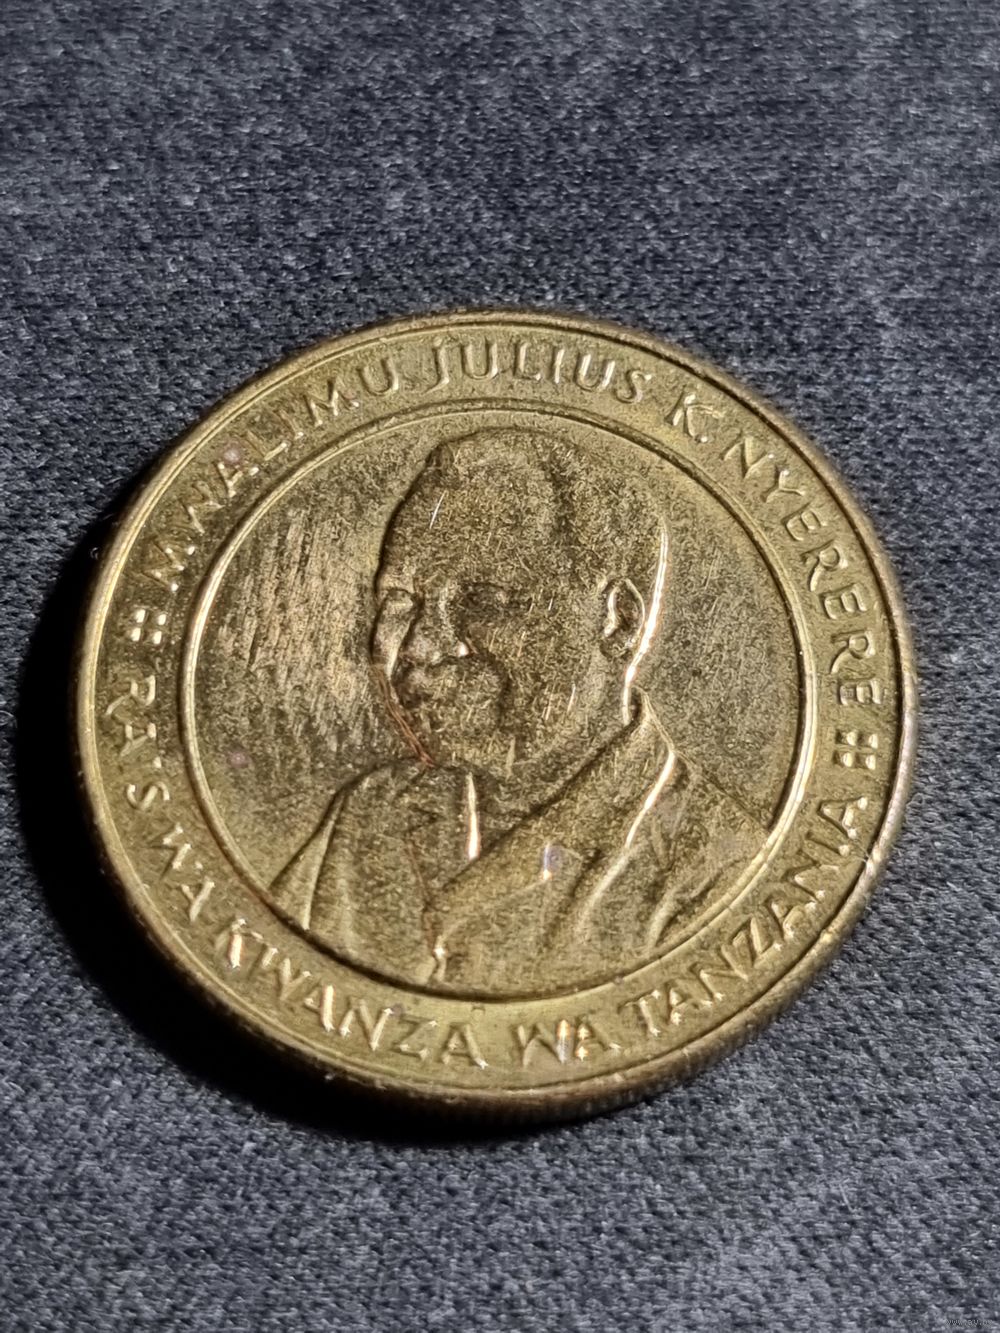 MWALIMU JULIUS K. NYERERE
RAIS WA KWANZA WA TANZANIA